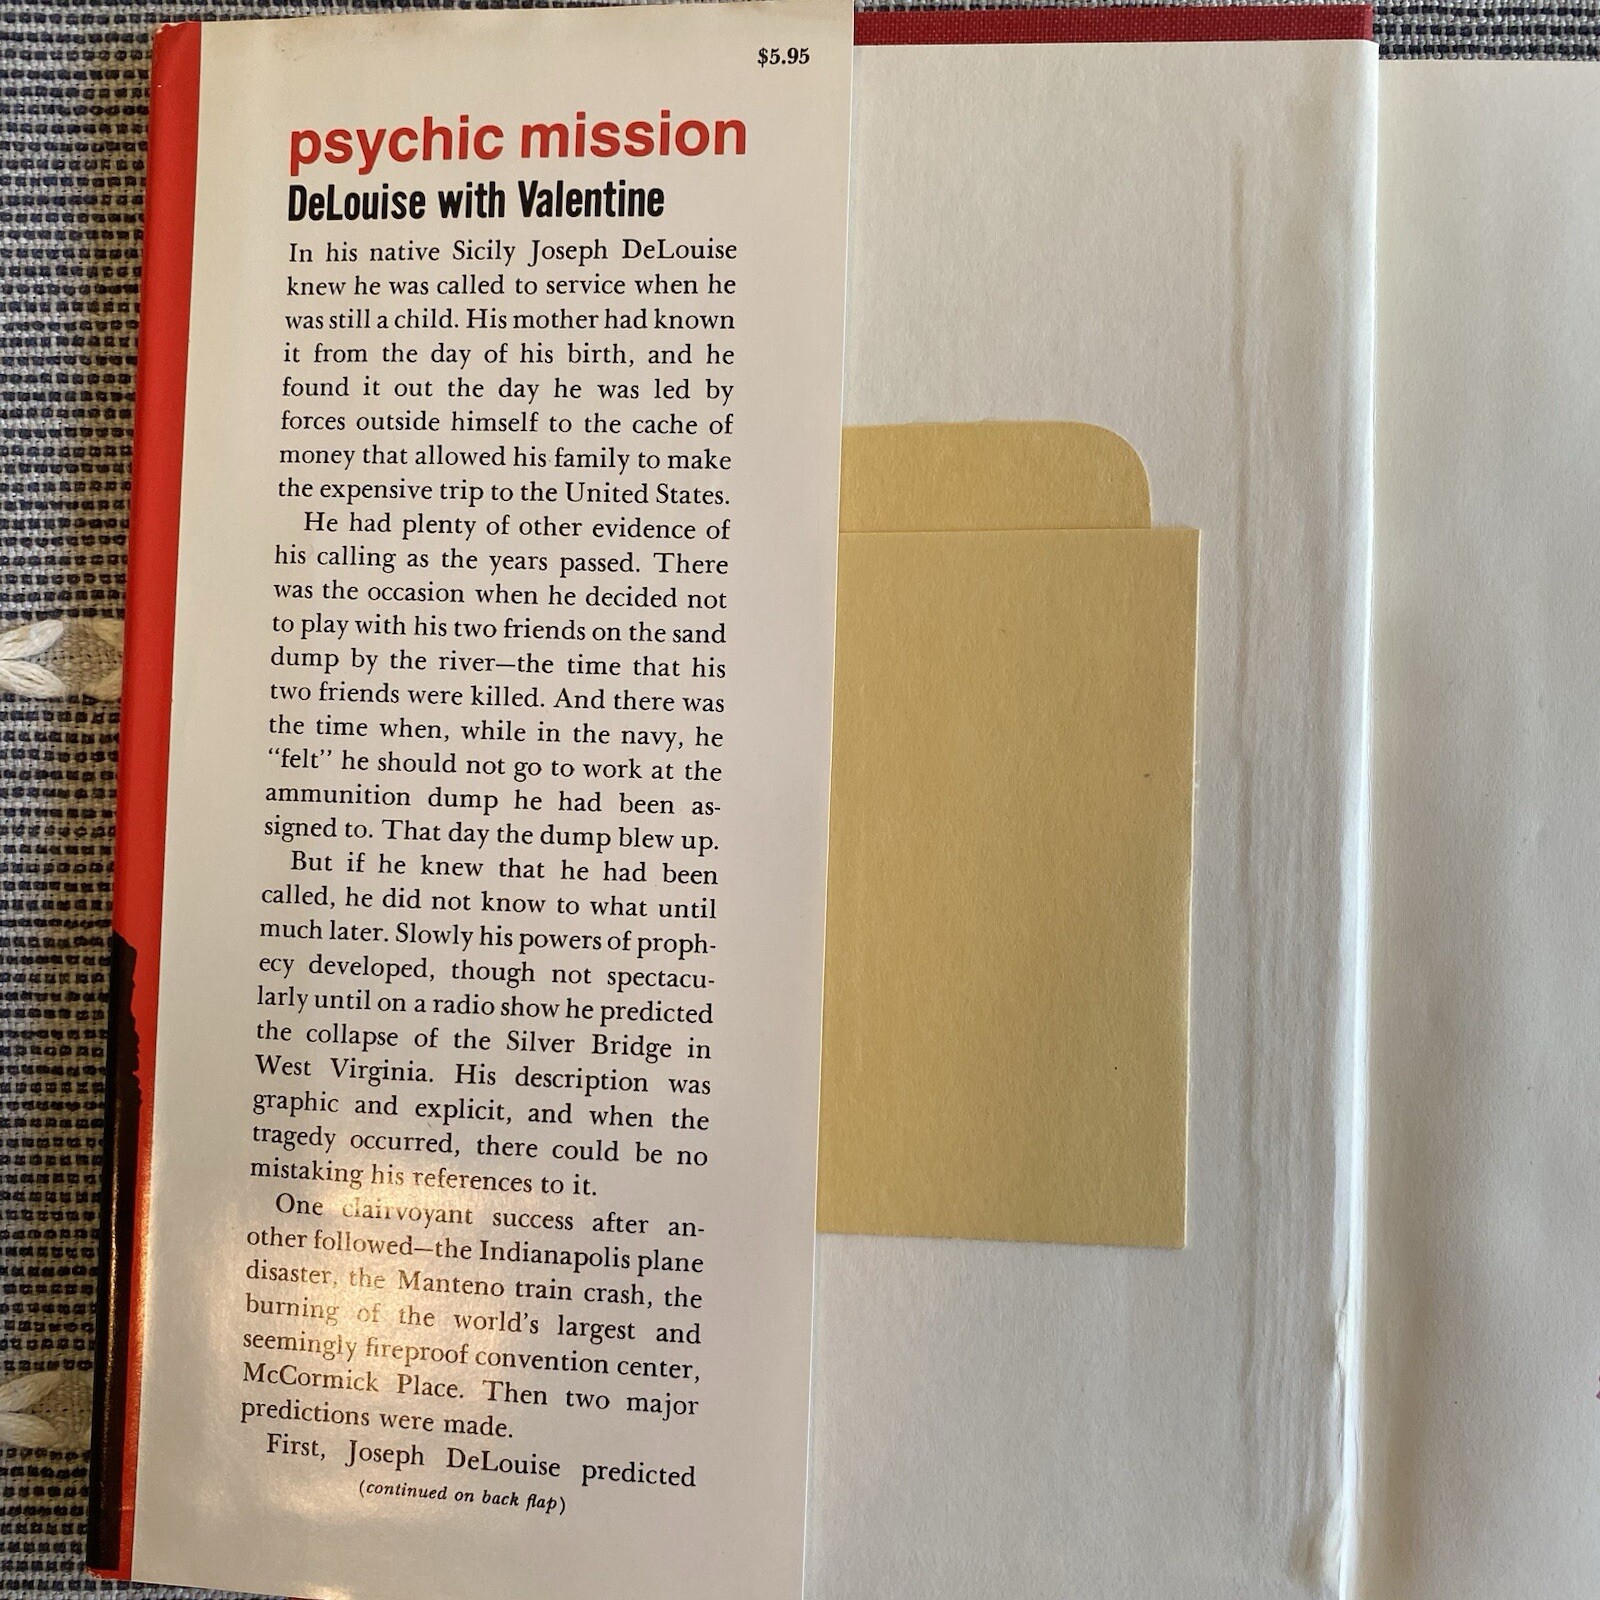 $5.95
psychic mission
DeLouise with Valentine
In his native Sicily Joseph DeLouise
knew he was called to service when he
was still a child. His mother had known
it from the day of his birth, and he
found it out the day he was led by
forces outside himself to the cache of
money that allowed his family to make
the expensive trip to the United States.
He had plenty of other evidence of
his calling as the years passed. There
was the occasion when he decided not
to play with his two friends on the sand
dump by the river—the time that his
two friends were killed. And there was
the time when, while in the navy, he
“felt” he should not go to work at the
ammunition dump he had been as-
signed to. That day the dump blew up.
But if he knew that he had been
called, he did not know to what until
much later. Slowly his powers of proph-
ecy developed, though not spectacu-
larly until on a radio show he predicted
the collapse of the Silver Bridge in
West Virginia. His description was
graphic and explicit, and when the
tragedy occurred, there could be no
mistaking his references to it.
One clairvoyant success after an-
other followed—the Indianapolis plane
disaster, the Manteno train crash, the
burning of the world’s largest and
seemingly fireproof convention center,
McCormick Place. Then two major
predictions were made.
First, Joseph DeLouise predicted
(continued on back flap)